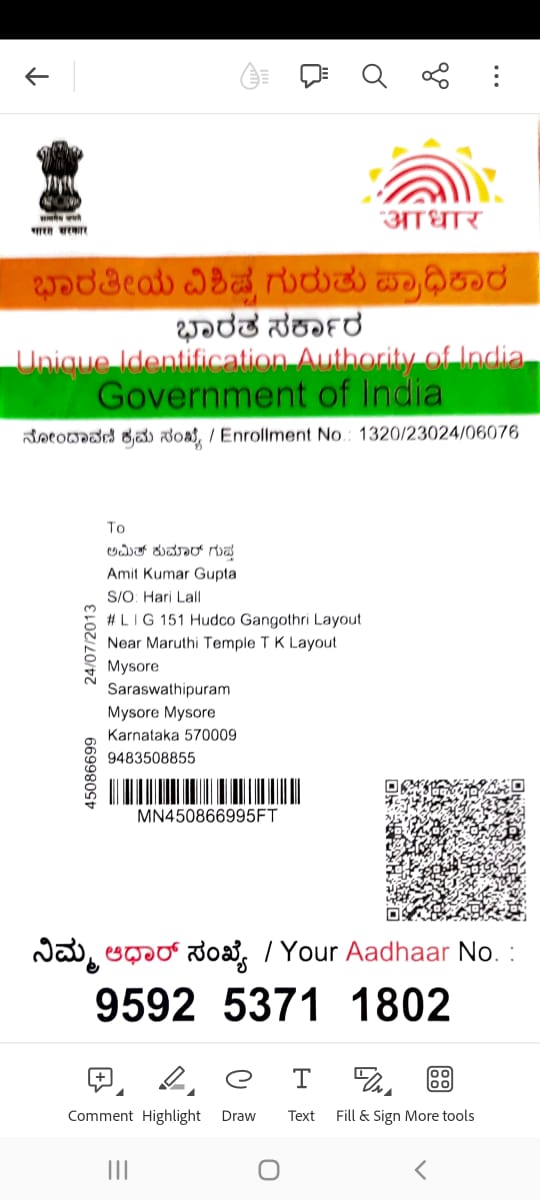 भारत सरकार
आधार
ಭಾರತೀಯ ವಿಶಿಷ್ಟ ಗುರುತು ಪ್ರಾಧಿಕಾರ
ಭಾರತ ಸರ್ಕಾರ
Unique Identification Authority of India
Government of India
ನೋಂದಾವಣಿ ಕ್ರಮ ಸಂಖ್ಯೆ / Enrollment No.: 1320/23024/06076
To
ಅಮಿತ್ ಕುಮಾರ್ ಗುಪ್ತ
Amit Kumar Gupta
S/O: Hari Lall
# L I G 151 Hudco Gangothri Layout
Near Maruthi Temple T K Layout
Mysore
Saraswathipuram
Mysore Mysore
Karnataka 570009
9483508855
24/07/2013
45086699
MN450866995FT
ನಿಮ್ಮ ಆಧಾರ್ ಸಂಖ್ಯೆ / Your Aadhaar No. :
9592 5371 1802
Comment Highlight Draw Text Fill & Sign More tools